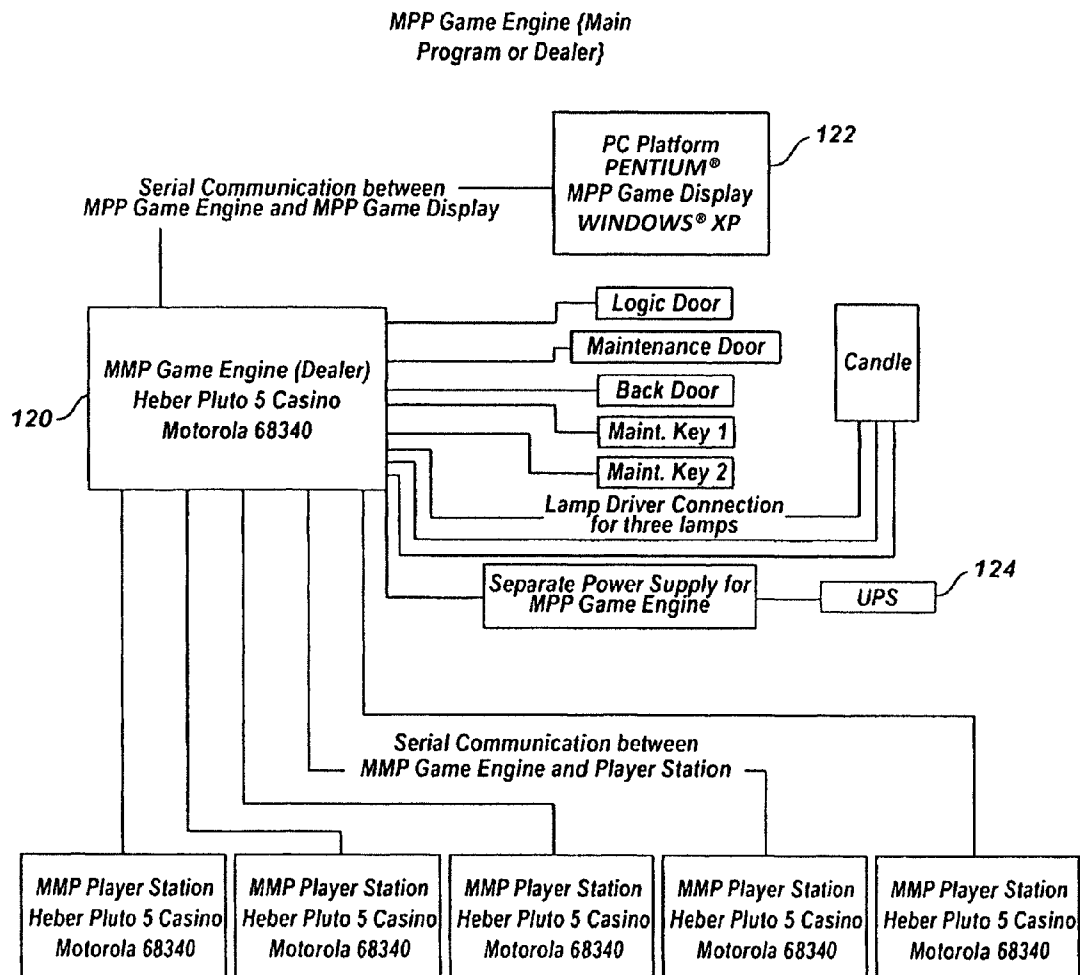 MPP Game Engine {Main
Program or Dealer}
PC Platform
PENTIUM®
MPP Game Display
WINDOWS® XP
122
Serial Communication between
MPP Game Engine and MPP Game Display
MMP Game Engine (Dealer)
Heber Pluto 5 Casino
Motorola 68340
120
Logic Door
Maintenance Door
Back Door
Maint. Key 1
Maint. Key 2
Candle
Lamp Driver Connection
for three lamps
Separate Power Supply for
MPP Game Engine
UPS
124
Serial Communication between
MMP Game Engine and Player Station
MMP Player Station
Heber Pluto 5 Casino
Motorola 68340
MMP Player Station
Heber Pluto 5 Casino
Motorola 68340
MMP Player Station
Heber Pluto 5 Casino
Motorola 68340
MMP Player Station
Heber Pluto 5 Casino
Motorola 68340
MMP Player Station
Heber Pluto 5 Casino
Motorola 68340